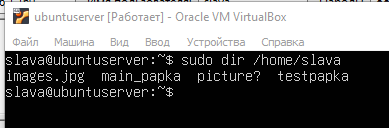 ubuntuserver [Работает] - Oracle VM VirtualBox
Файл Машина Вид Ввод Устройства Справка
slava@ubuntuserver:~$ sudo dir /home/slava
images.jpg main_papka picture? testpapka
slava@ubuntuserver:~$